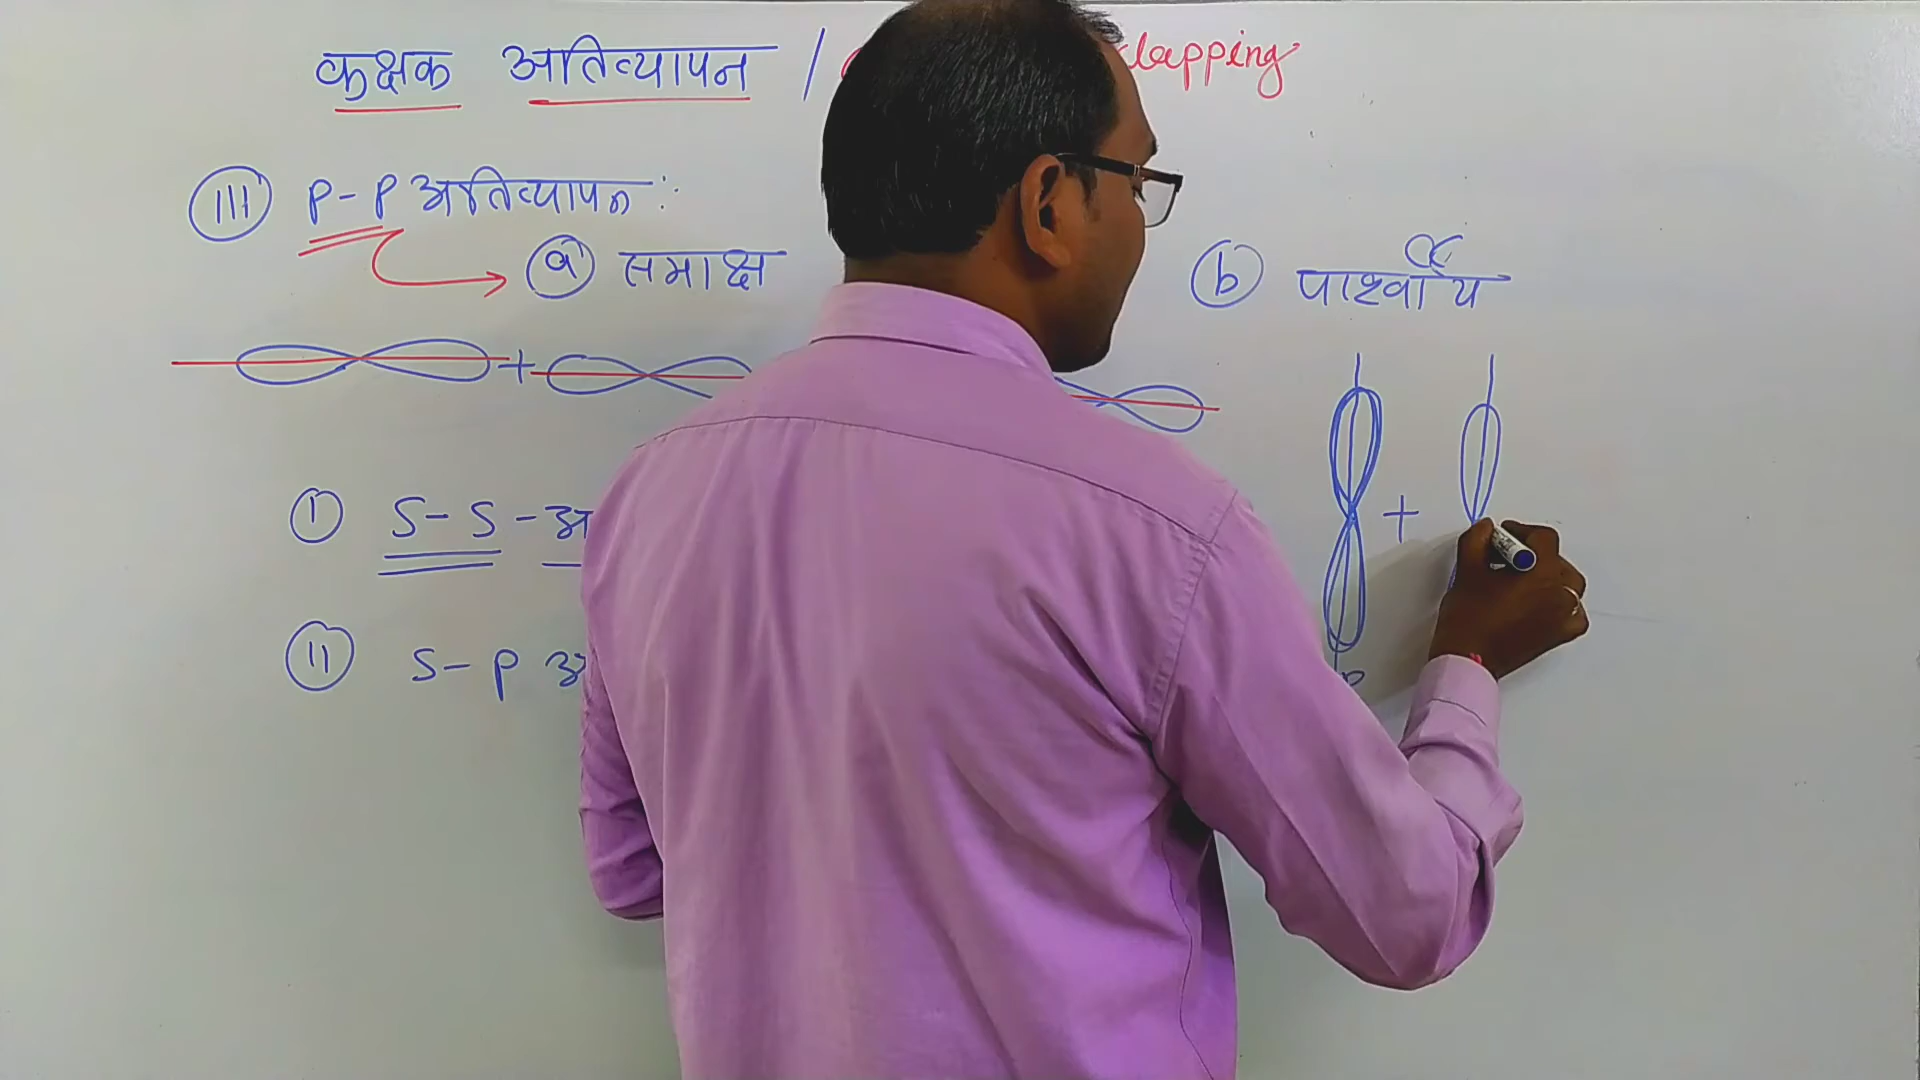 कक्षक अतिव्यापन / lapping
III P-P अतिव्यापन :
a समाक्ष b पार्श्वीय
+
+
I S-S-अ
II S-P अ
P